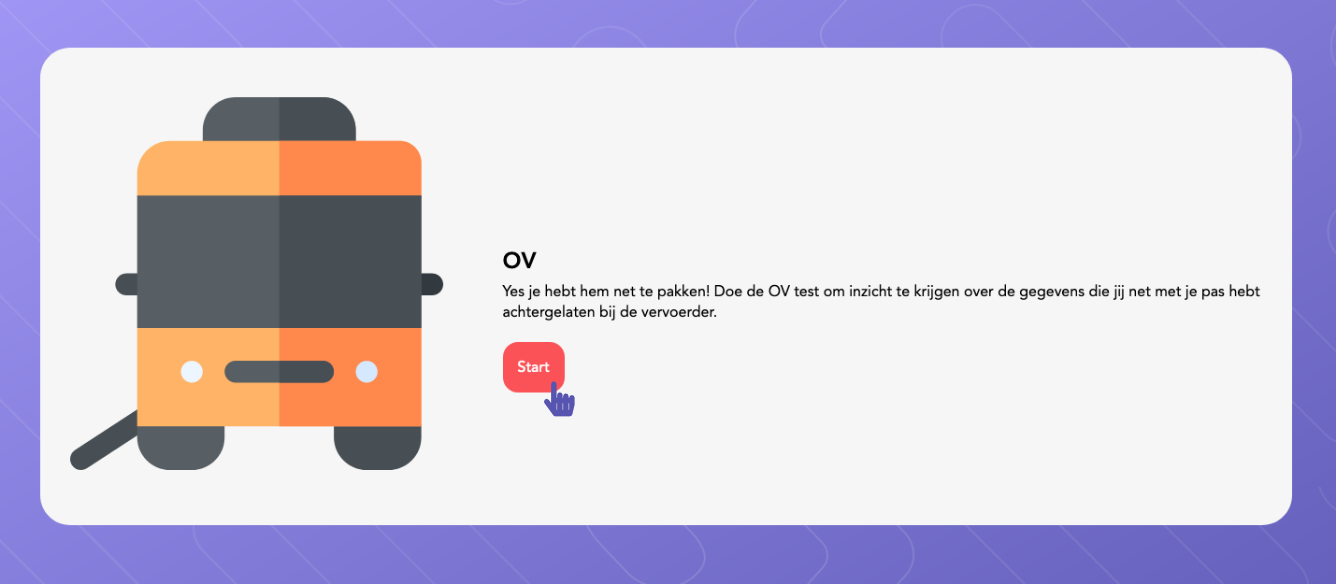 OV
Yes je hebt hem net te pakken! Doe de OV test om inzicht te krijgen over de gegevens die jij net met je pas hebt
achtergelaten bij de vervoerder.
Start